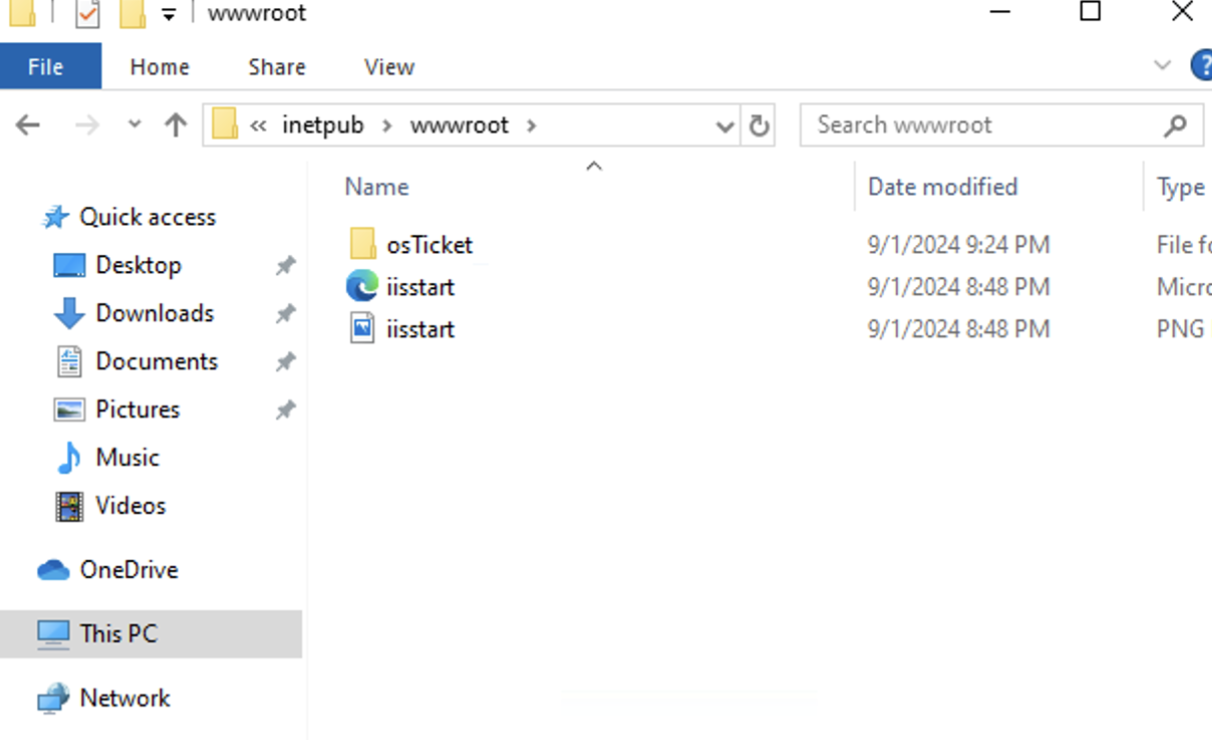 wwwroot
File Home Share View
« inetpub › wwwroot › Search wwwroot
Name Date modified Type
Quick access
Desktop
Downloads
Documents
Pictures
Music
Videos
OneDrive
This PC
Network
osTicket 9/1/2024 9:24 PM File fo
iisstart 9/1/2024 8:48 PM Micro
iisstart 9/1/2024 8:48 PM PNG